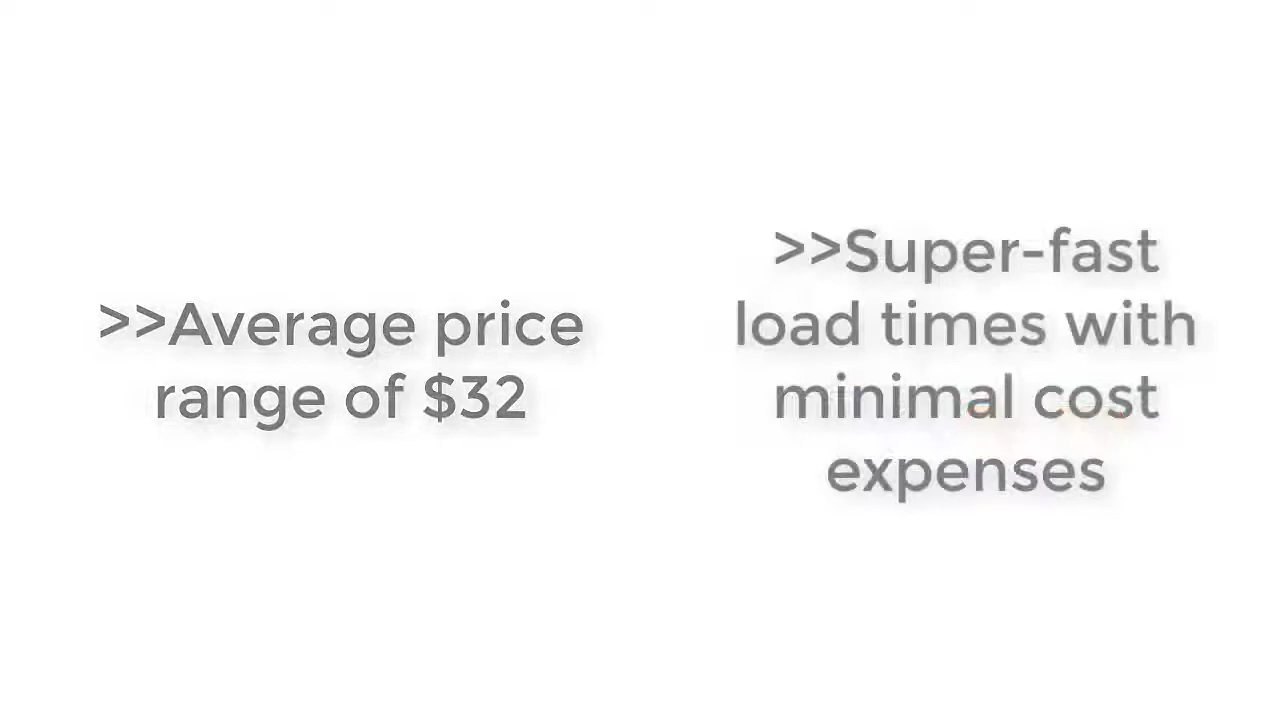 >>Average price
range of $32
>>Super-fast
load times with
minimal cost
expenses